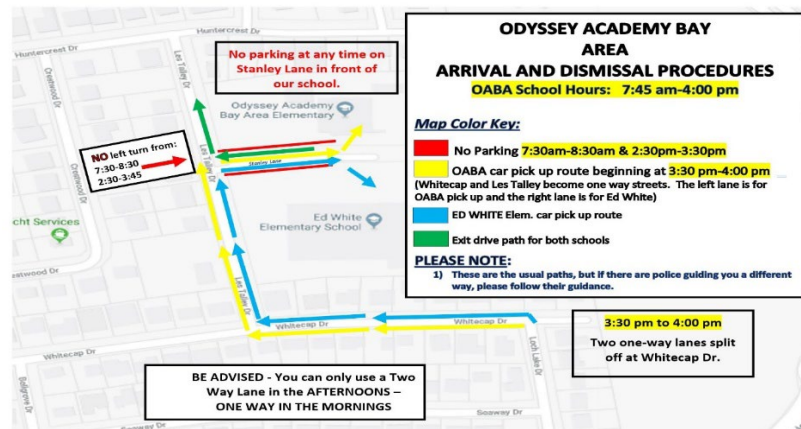 Huntercrest Dr
Huntercrest Dr
Crestwood Dr
Les Talley Dr
No parking at any time on
Stanley Lane in front of
our school.
Odyssey Academy
Bay Area Elementary
NO left turn from:
7:30-8:30
2:30-3:45
Les Talley Dr
Stanley Lane
Ed White
Elementary School
cht Services
Crestwood Dr
Les Talley Dr
Whitecap Dr
Whitecap Dr
Whitecap Dr
Loch Lake Dr
Seaway Dr
Seaway Dr
BE ADVISED - You can only use a Two
Way Lane in the AFTERNOONS –
ONE WAY IN THE MORNINGS
ODYSSEY ACADEMY BAY
AREA
ARRIVAL AND DISMISSAL PROCEDURES
OABA School Hours: 7:45 am-4:00 pm
Map Color Key:
No Parking 7:30am-8:30am & 2:30pm-3:30pm
OABA car pick up route beginning at 3:30 pm-4:00 pm
(Whitecap and Les Talley become one way streets. The left lane is for
OABA pick up and the right lane is for Ed White)
ED WHITE Elem. car pick up route
Exit drive path for both schools
PLEASE NOTE:
1) These are the usual paths, but if there are police guiding you a different
way, please follow their guidance.
3:30 pm to 4:00 pm
Two one-way lanes split
off at Whitecap Dr.